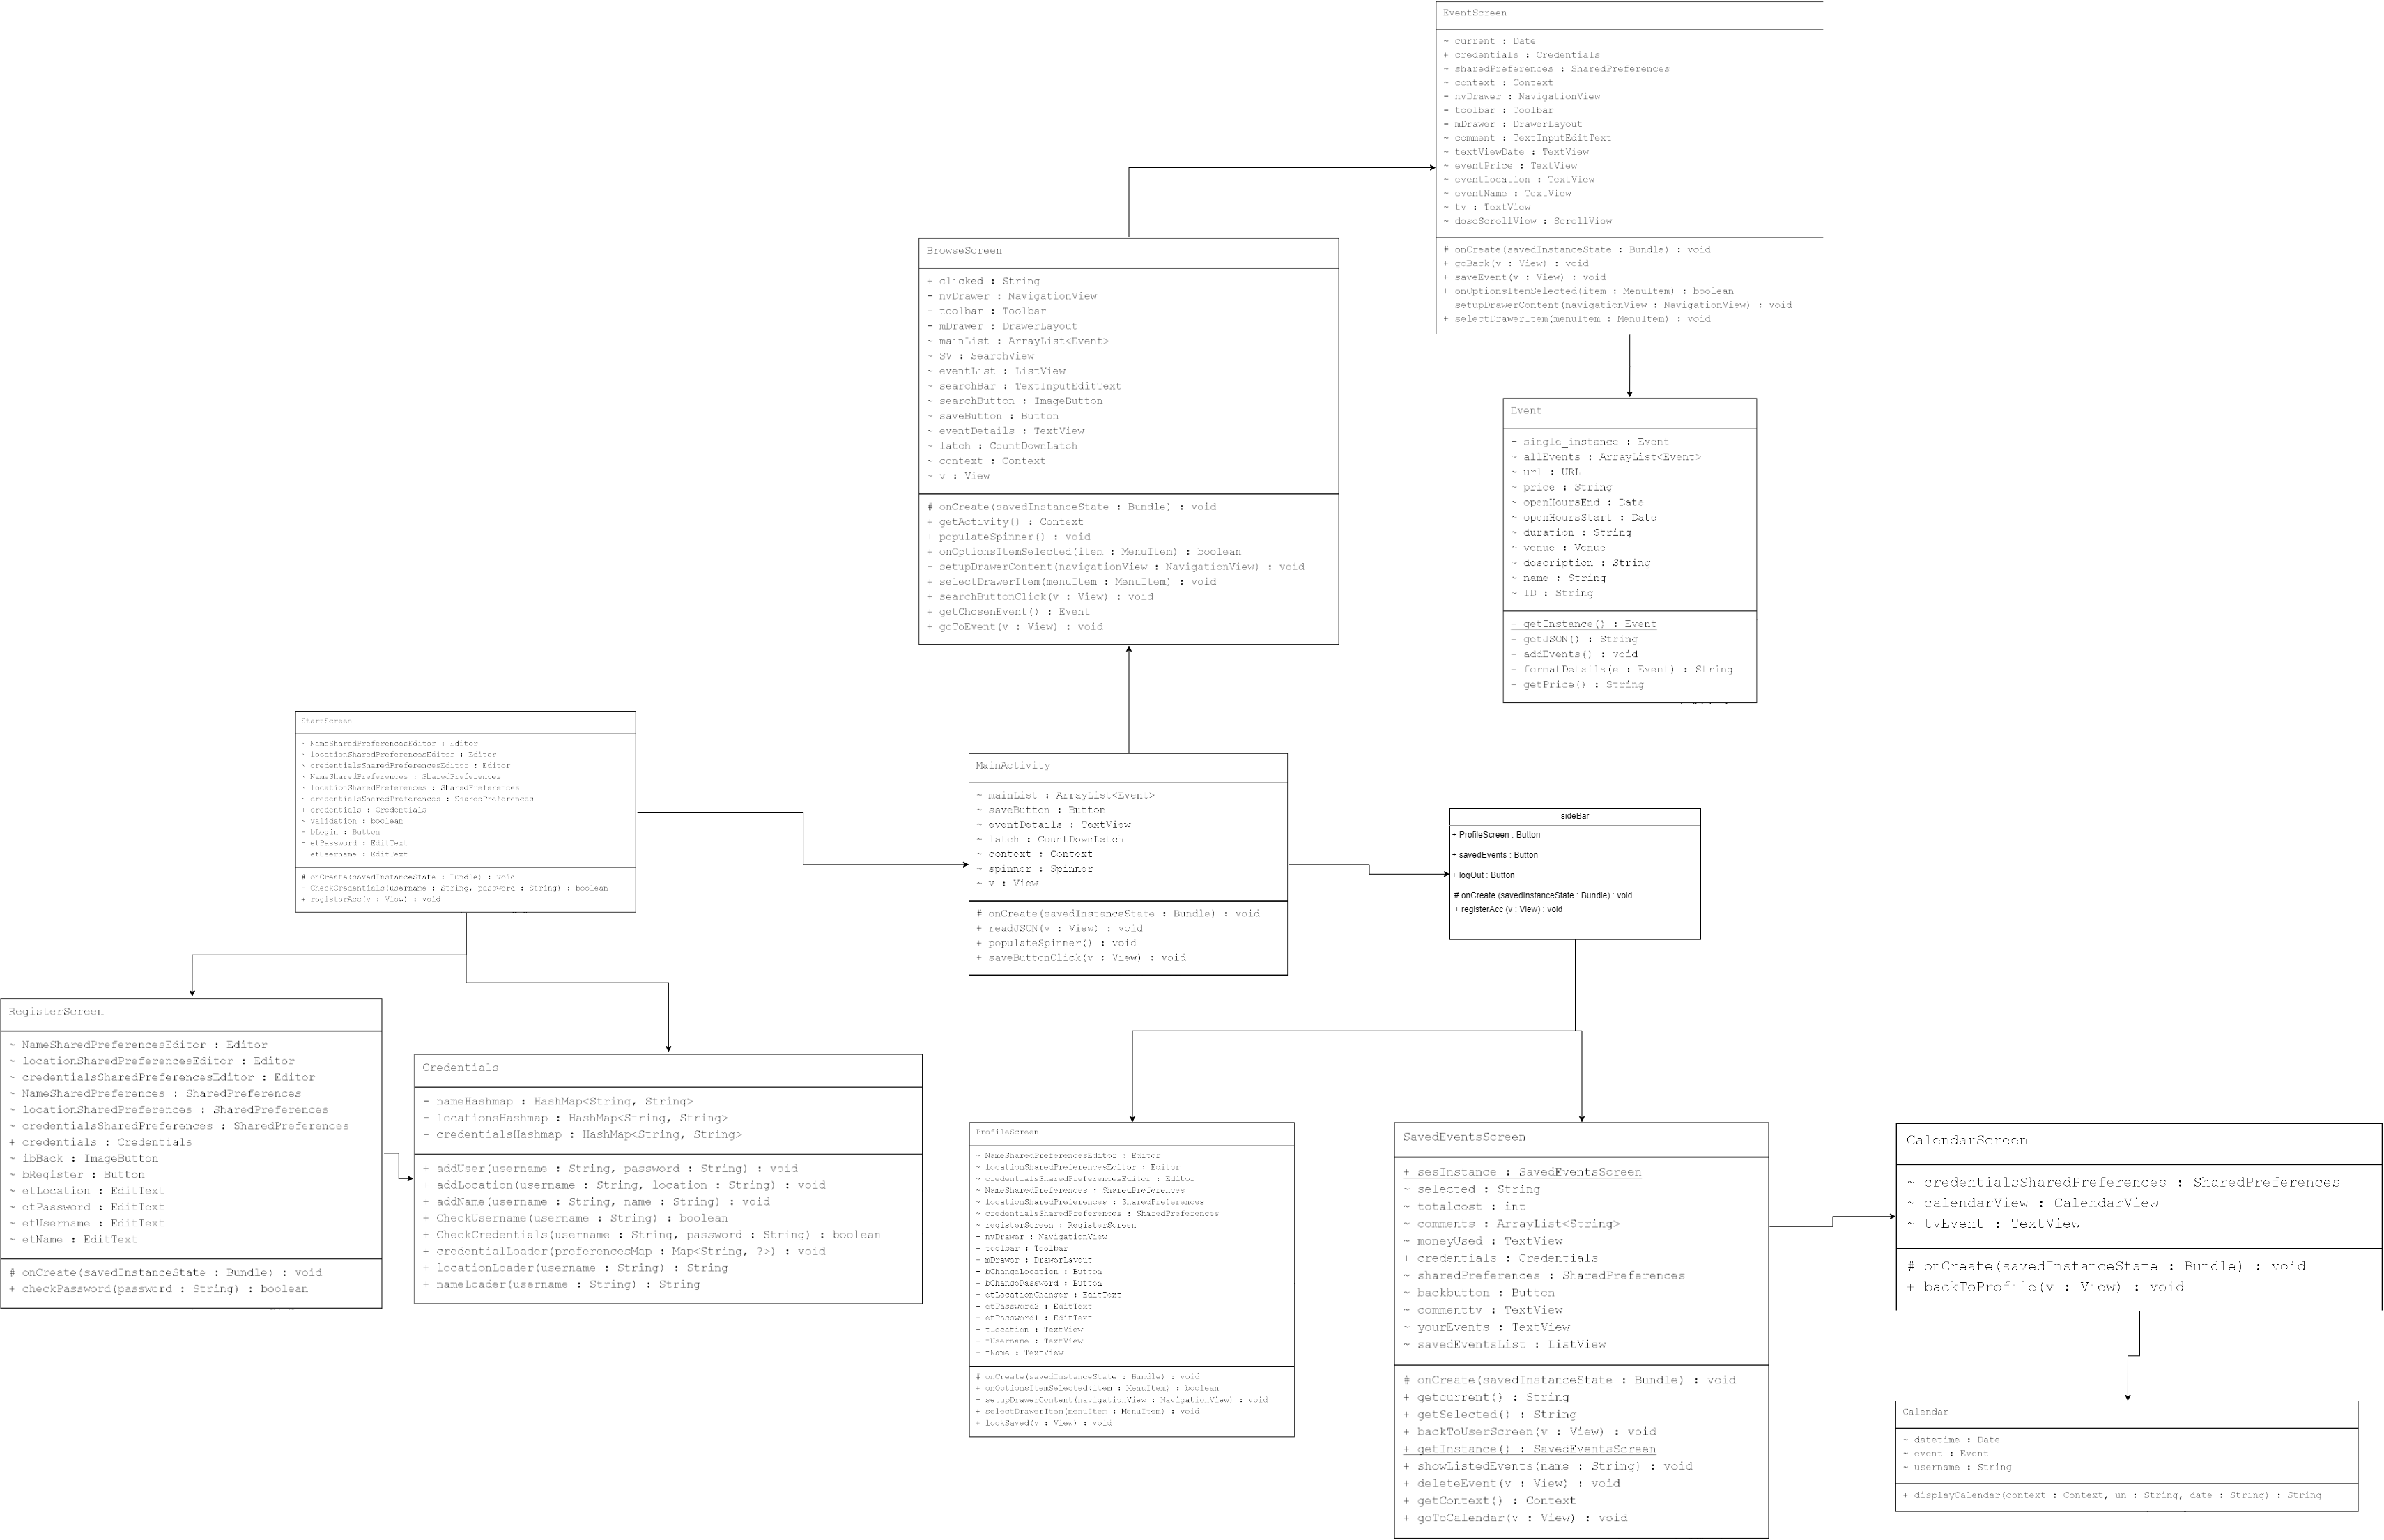 EventScreen
~ current : Date
+ credentials : Credentials
~ sharedPreferences : SharedPreferences
~ context : Context
- nvDrawer : NavigationView
- toolbar : Toolbar
- mDrawer : DrawerLayout
~ comment : TextInputEditText
~ textViewDate : TextView
~ eventPrice : TextView
~ eventLocation : TextView
~ eventName : TextView
~ tv : TextView
~ descScrollView : ScrollView
# onCreate(savedInstanceState : Bundle) : void
+ goBack(v : View) : void
+ saveEvent(v : View) : void
+ onOptionsItemSelected(item : MenuItem) : boolean
- setupDrawerContent(navigationView : NavigationView) : void
+ selectDrawerItem(menuItem : MenuItem) : void
BrowseScreen
+ clicked : String
- nvDrawer : NavigationView
- toolbar : Toolbar
- mDrawer : DrawerLayout
~ mainList : ArrayList<Event>
~ SV : SearchView
~ eventList : ListView
~ searchBar : TextInputEditText
~ searchButton : ImageButton
~ saveButton : Button
~ eventDetails : TextView
~ latch : CountDownLatch
~ context : Context
~ v : View
# onCreate(savedInstanceState : Bundle) : void
+ getActivity() : Context
+ populateSpinner() : void
+ onOptionsItemSelected(item : MenuItem) : boolean
- setupDrawerContent(navigationView : NavigationView) : void
+ selectDrawerItem(menuItem : MenuItem) : void
+ searchButtonClick(v : View) : void
+ getChosenEvent() : Event
+ goToEvent(v : View) : void
Event
- single_instance : Event
~ allEvents : ArrayList<Event>
~ url : URL
~ price : String
~ openHoursEnd : Date
~ openHoursStart : Date
~ duration : String
~ venue : Venue
~ description : String
~ name : String
~ ID : String
+ getInstance() : Event
+ getJSON() : String
+ addEvents() : void
+ formatDetails(e : Event) : String
+ getPrice() : String
StartScreen
~ NameSharedPreferencesEditor : Editor
~ locationSharedPreferencesEditor : Editor
~ credentialsSharedPreferencesEditor : Editor
~ NameSharedPreferences : SharedPreferences
~ locationSharedPreferences : SharedPreferences
~ credentialsSharedPreferences : SharedPreferences
+ credentials : Credentials
~ validation : boolean
- bLogin : Button
- etPassword : EditText
- etUsername : EditText
# onCreate(savedInstanceState : Bundle) : void
- CheckCredentials(username : String, password : String) : boolean
+ registerAcc(v : View) : void
MainActivity
~ mainList : ArrayList<Event>
~ saveButton : Button
~ eventDetails : TextView
~ latch : CountDownLatch
~ context : Context
~ spinner : Spinner
~ v : View
# onCreate(savedInstanceState : Bundle) : void
+ readJSON(v : View) : void
+ populateSpinner() : void
+ saveButtonClick(v : View) : void
sideBar
+ ProfileScreen : Button
+ savedEvents : Button
+ logOut : Button
# onCreate (savedInstanceState : Bundle) : void
+ registerAcc (v : View) : void
RegisterScreen
~ NameSharedPreferencesEditor : Editor
~ locationSharedPreferencesEditor : Editor
~ credentialsSharedPreferencesEditor : Editor
~ NameSharedPreferences : SharedPreferences
~ locationSharedPreferences : SharedPreferences
~ credentialsSharedPreferences : SharedPreferences
+ credentials : Credentials
~ ibBack : ImageButton
~ bRegister : Button
~ etLocation : EditText
~ etPassword : EditText
~ etUsername : EditText
~ etName : EditText
# onCreate(savedInstanceState : Bundle) : void
+ checkPassword(password : String) : boolean
Credentials
- nameHashmap : HashMap<String, String>
- locationsHashmap : HashMap<String, String>
- credentialsHashmap : HashMap<String, String>
+ addUser(username : String, password : String) : void
+ addLocation(username : String, location : String) : void
+ addName(username : String, name : String) : void
+ CheckUsername(username : String) : boolean
+ CheckCredentials(username : String, password : String) : boolean
+ credentialLoader(preferencesMap : Map<String, ?>) : void
+ locationLoader(username : String) : String
+ nameLoader(username : String) : String
ProfileScreen
~ NameSharedPreferencesEditor : Editor
~ locationSharedPreferencesEditor : Editor
~ credentialsSharedPreferencesEditor : Editor
~ NameSharedPreferences : SharedPreferences
~ locationSharedPreferences : SharedPreferences
~ credentialsSharedPreferences : SharedPreferences
~ registerScreen : RegisterScreen
- nvDrawer : NavigationView
- toolbar : Toolbar
- mDrawer : DrawerLayout
- bChangeLocation : Button
- bChangePassword : Button
- etLocationChanger : EditText
- etPassword2 : EditText
- etPassword1 : EditText
- tLocation : TextView
- tUsername : TextView
~ tName : TextView
# onCreate(savedInstanceState : Bundle) : void
+ onOptionsItemSelected(item : MenuItem) : boolean
- setupDrawerContent(navigationView : NavigationView) : void
+ selectDrawerItem(menuItem : MenuItem) : void
+ lookSaved(v : View) : void
SavedEventsScreen
+ sesInstance : SavedEventsScreen
~ selected : String
~ totalcost : int
~ comments : ArrayList<String>
~ moneyUsed : TextView
+ credentials : Credentials
~ sharedPreferences : SharedPreferences
~ backbutton : Button
~ commenttv : TextView
~ yourEvents : TextView
~ savedEventsList : ListView
# onCreate(savedInstanceState : Bundle) : void
+ getcurrent() : String
+ getSelected() : String
+ backToUserScreen(v : View) : void
+ getInstance() : SavedEventsScreen
+ showListedEvents(name : String) : void
+ deleteEvent(v : View) : void
+ getContext() : Context
+ goToCalendar(v : View) : void
CalendarScreen
~ credentialsSharedPreferences : SharedPreferences
~ calendarView : CalendarView
~ tvEvent : TextView
# onCreate(savedInstanceState : Bundle) : void
+ backToProfile(v : View) : void
Calendar
~ datetime : Date
~ event : Event
~ username : String
+ displayCalendar(context : Context, un : String, date : String) : String